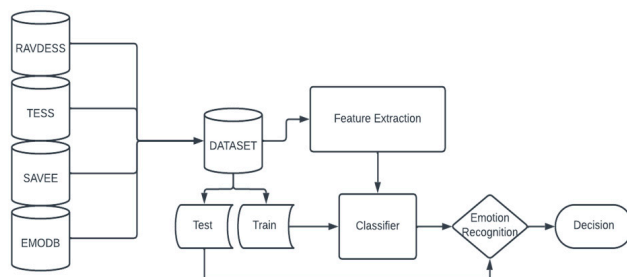 RAVDESS
TESS
SAVEE
EMODB
DATASET
Feature Extraction
Test
Train
Classifier
Emotion
Recognition
Decision